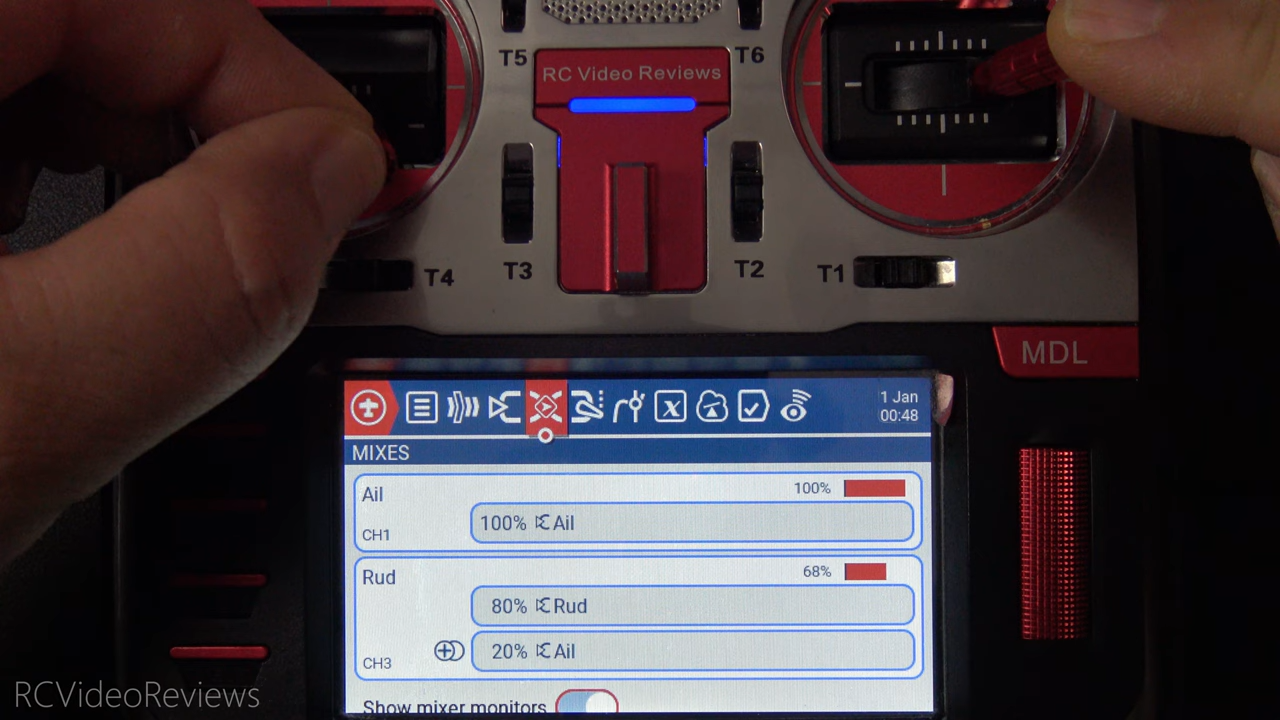 T5
T6
RC Video Reviews
T3
T2
T4
T1
MDL
1 Jan
00:48
MIXES
Ail
100%
100% Ail
CH1
Rud
68%
80% Rud
20% Ail
CH3
Show mixer monitors
RCVideoReviews